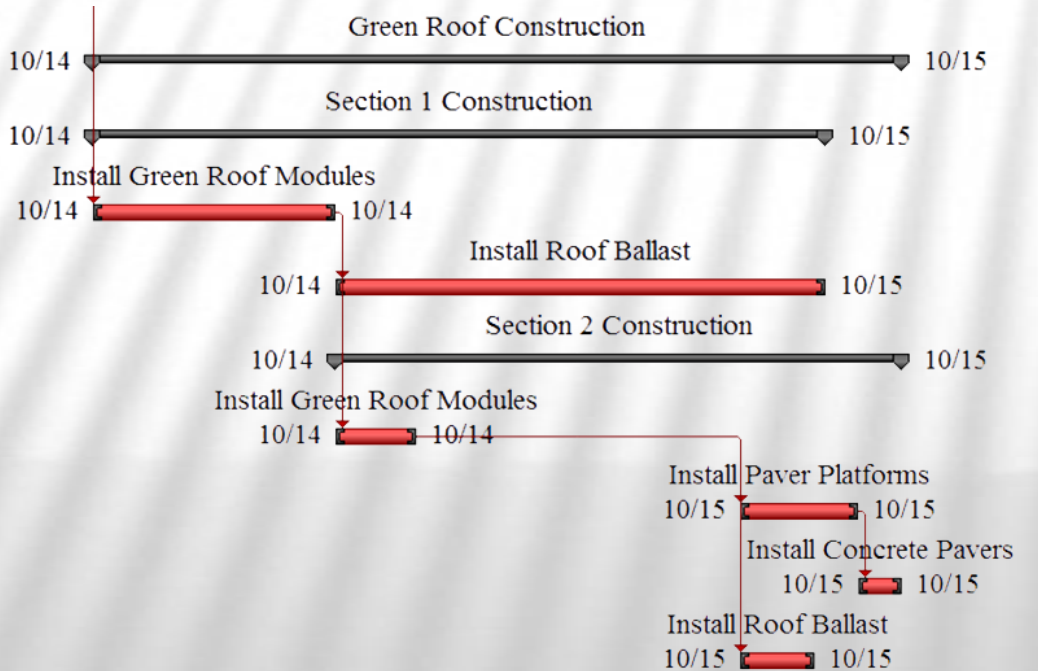 Green Roof Construction
10/14 10/15
Section 1 Construction
10/14 10/15
Install Green Roof Modules
10/14 10/14
Install Roof Ballast
10/14 10/15
Section 2 Construction
10/14 10/15
Install Green Roof Modules
10/14 10/14
Install Paver Platforms
10/15 10/15
Install Concrete Pavers
10/15 10/15
Install Roof Ballast
10/15 10/15